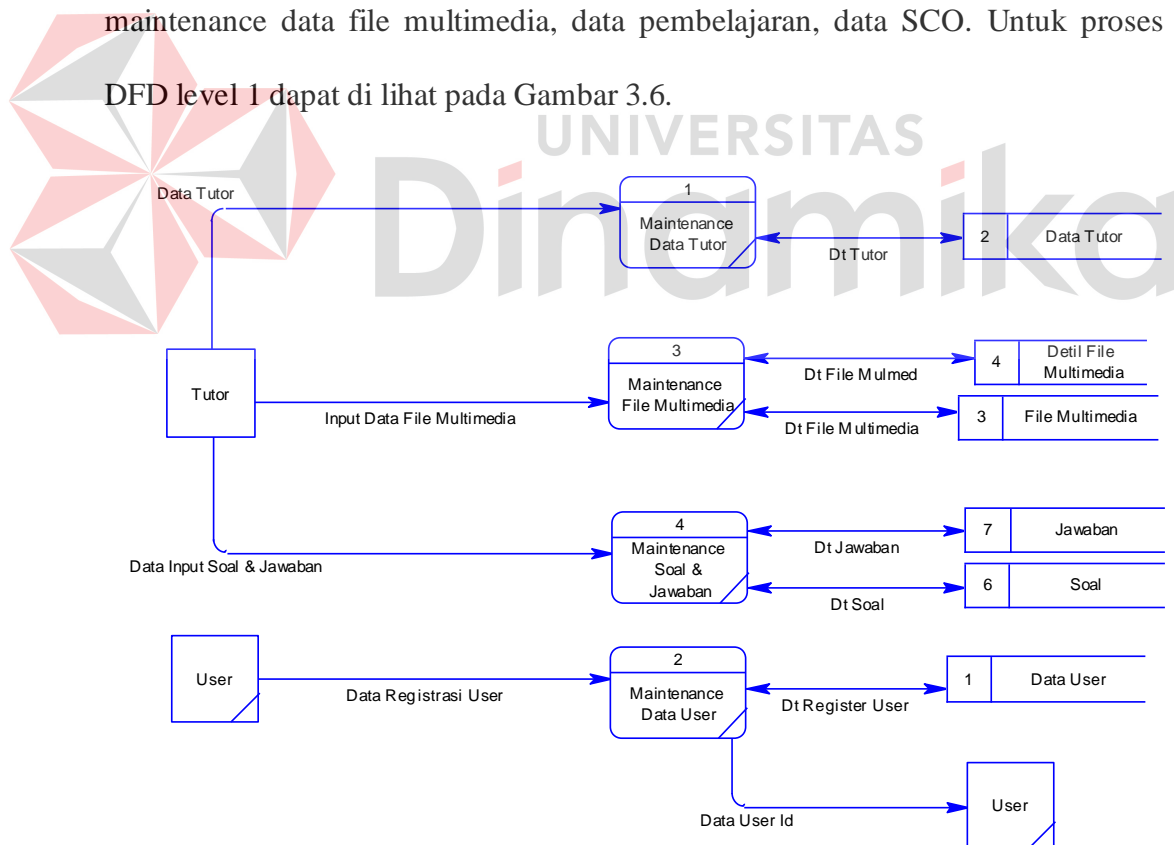 maintenance data file multimedia, data pembelajaran, data SCO. Untuk proses
DFD level 1 dapat di lihat pada Gambar 3.6.
UNIVERSITAS
Dinamika
Data Tutor
1
Maintenance
Data Tutor
Dt Tutor
2
Data Tutor
Tutor
3
Maintenance
File Multimedia
Input Data File Multimedia
Dt File Mulmed
4
Detil File
Multimedia
Dt File Multimedia
3
File Multimedia
4
Maintenance
Soal &
Jawaban
Data Input Soal & Jawaban
Dt Jawaban
7
Jawaban
Dt Soal
6
Soal
User
Data Registrasi User
2
Maintenance
Data User
Dt Register User
1
Data User
Data User Id
User